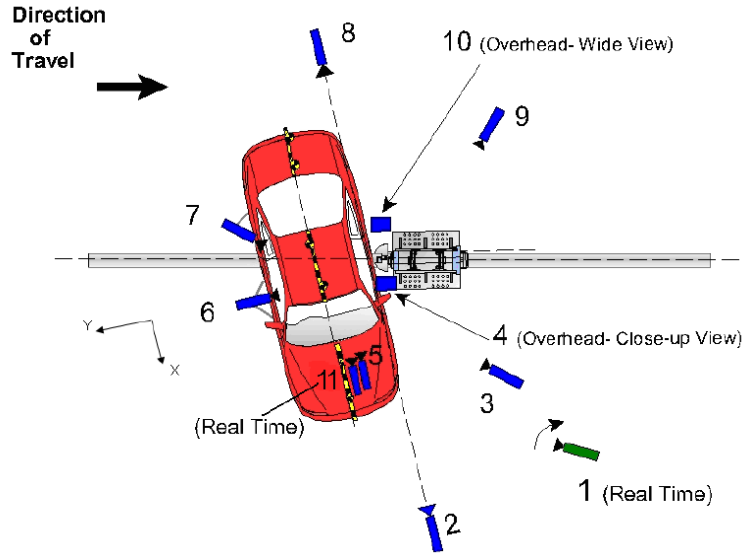 Direction
of
Travel
8
10 (Overhead- Wide View)
9
7
6
Y
X
4 (Overhead- Close-up View)
5
11
3
(Real Time)
1 (Real Time)
2